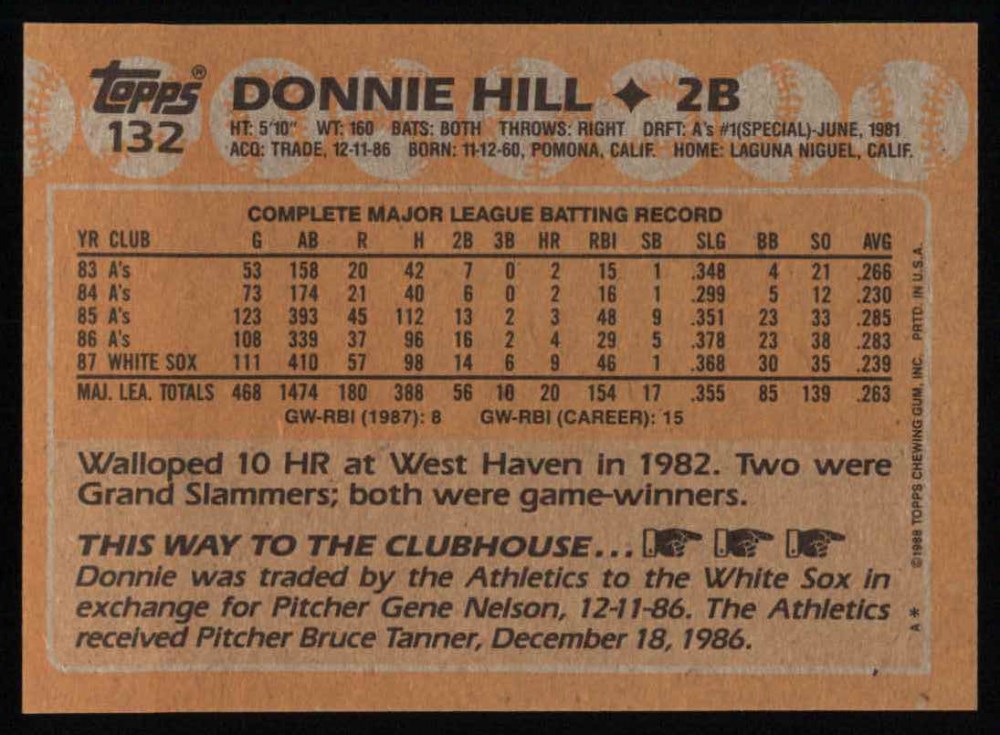 topps® DONNIE HILL ✦ 2B
132
HT: 5'10" WT: 160 BATS: BOTH THROWS: RIGHT DRFT: A's #1(SPECIAL)-JUNE, 1981
ACQ: TRADE, 12-11-86 BORN: 11-12-60, POMONA, CALIF. HOME: LAGUNA NIGUEL, CALIF.
COMPLETE MAJOR LEAGUE BATTING RECORD
YR CLUB G AB R H 2B 3B HR RBI SB SLG BB SO AVG
83 A's 53 158 20 42 7 0 2 15 1 .348 4 21 .266
84 A's 73 174 21 40 6 0 2 16 1 .299 5 12 .230
85 A's 123 393 45 112 13 2 3 48 9 .351 23 33 .285
86 A's 108 339 37 96 16 2 4 29 5 .378 23 38 .283
87 WHITE SOX 111 410 57 98 14 6 9 46 1 .368 30 35 .239
MAJ. LEA. TOTALS 468 1474 180 388 56 10 20 154 17 .355 85 139 .263
GW-RBI (1987): 8 GW-RBI (CAREER): 15
Walloped 10 HR at West Haven in 1982. Two were
Grand Slammers; both were game-winners.
THIS WAY TO THE CLUBHOUSE...
Donnie was traded by the Athletics to the White Sox in
exchange for Pitcher Gene Nelson, 12-11-86. The Athletics
received Pitcher Bruce Tanner, December 18, 1986.
A* ©1988 TOPPS CHEWING GUM, INC. PRTD. IN U.S.A.